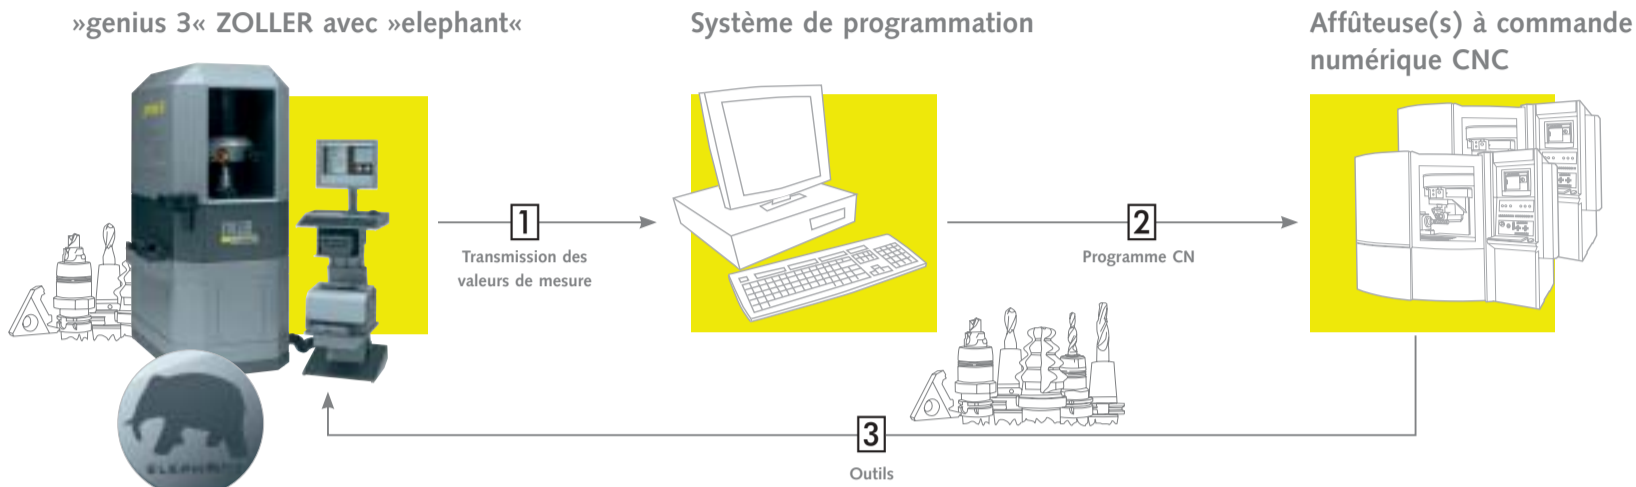 »genius 3« ZOLLER avec »elephant«
Système de programmation
Affûteuse(s) à commande
numérique CNC
1
Transmission des
valeurs de mesure
2
Programme CN
3
Outils
ELEPHANT